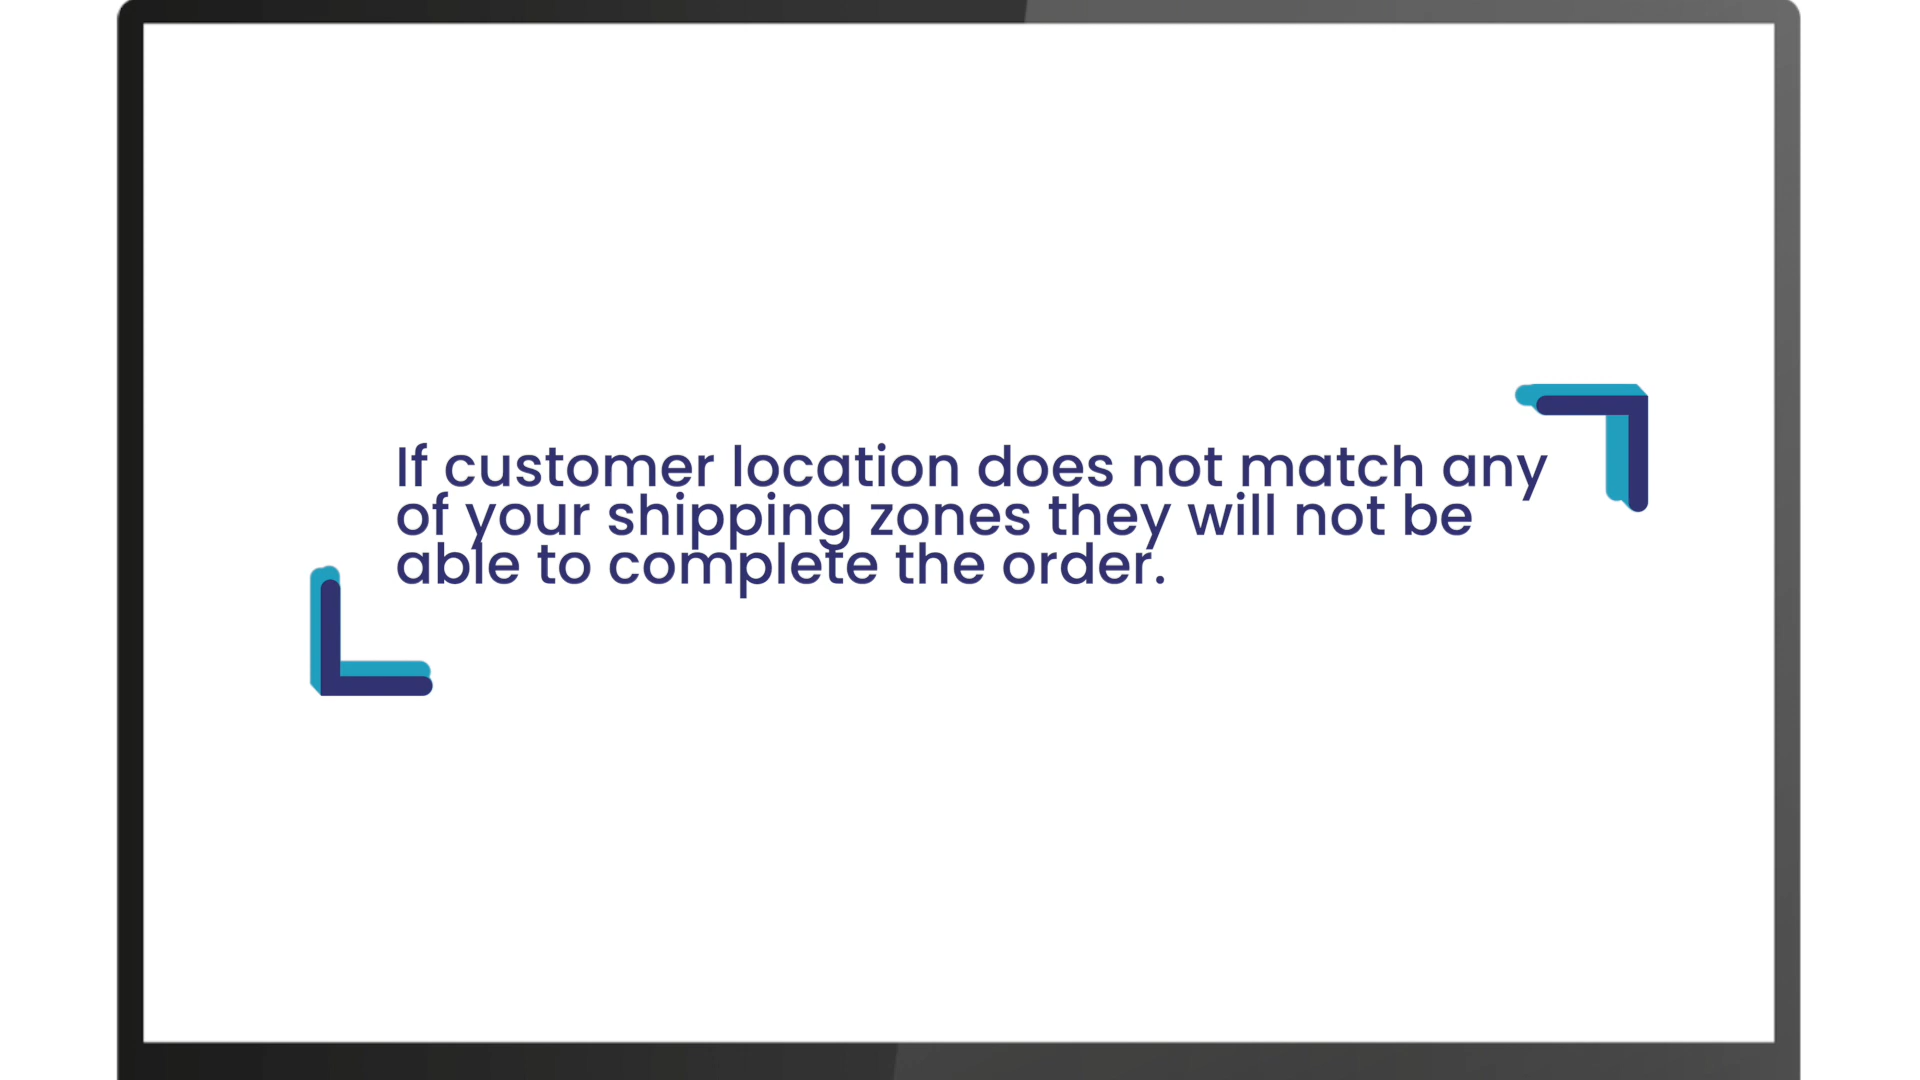 If customer location does not match any
of your shipping zones they will not be
able to complete the order.